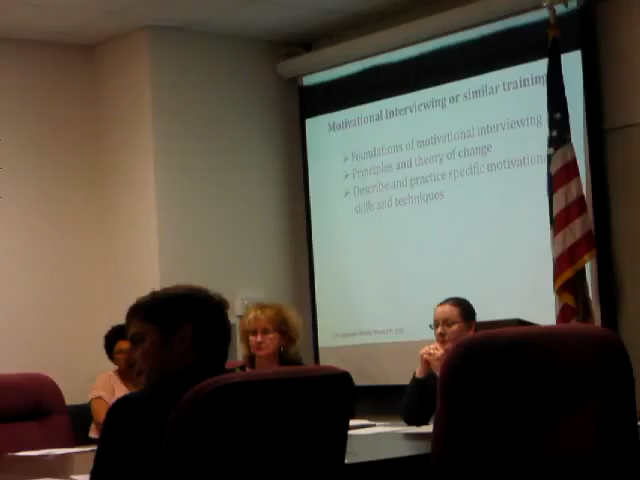 Motivational interviewing or similar training
➢ Foundations of motivational interviewing
➢ Principles and theory of change
➢ Describe and practice specific motivation
skills and techniques